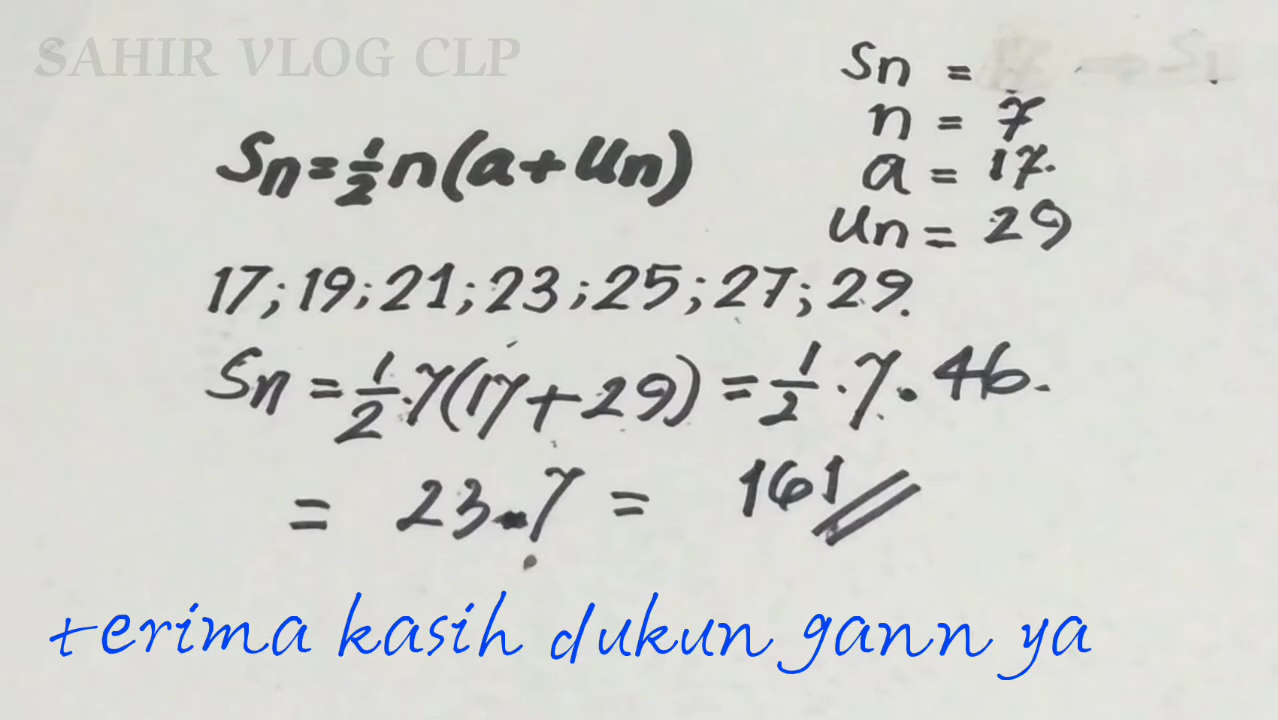 SAHIR VLOG CLP
Sn =
n = 7
a = 17.
Un = 29
Sn = 1/2 n (a + Un)
17; 19; 21; 23; 25; 27; 29.
Sn = 1/2 . 7 (17 + 29) = 1/2 . 7 . 46.
= 23 . 7 = 161 //
terima kasih dukun gann ya